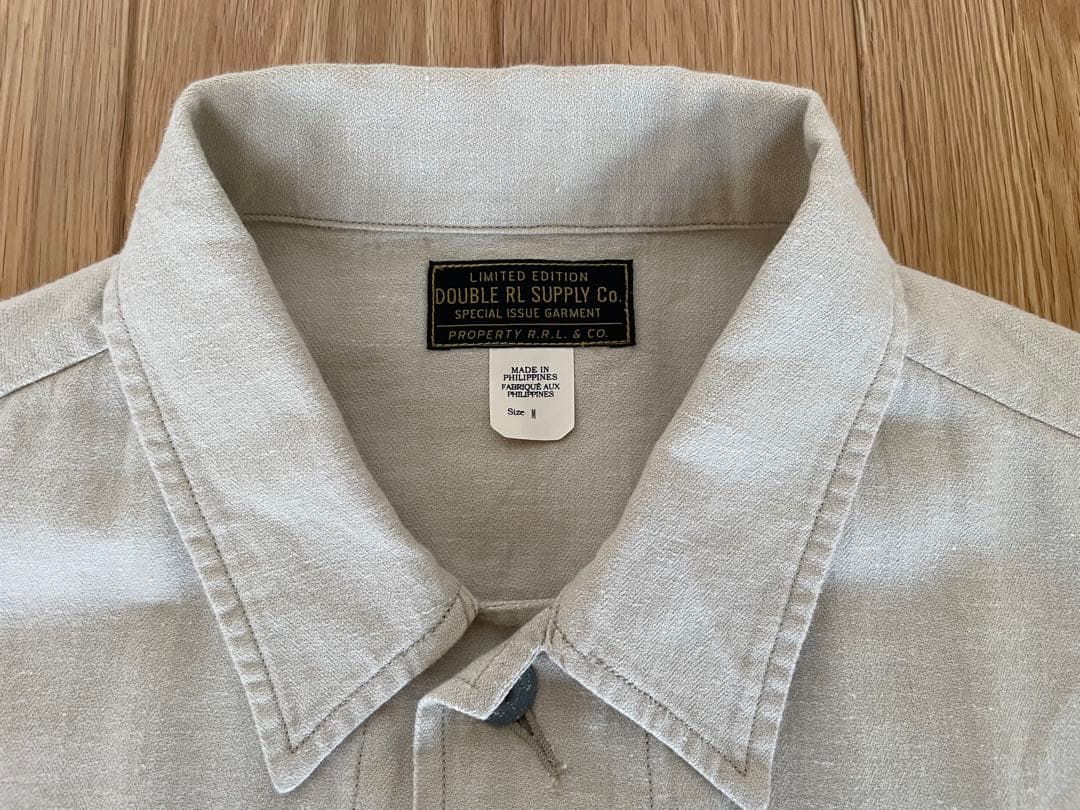 LIMITED EDITION
DOUBLE RL SUPPLY Co.
SPECIAL ISSUE GARMENT
PROPERTY R.R.L. & CO.
MADE IN
PHILIPPINES
FABRIQUÉ AUX
PHILIPPINES
Size M